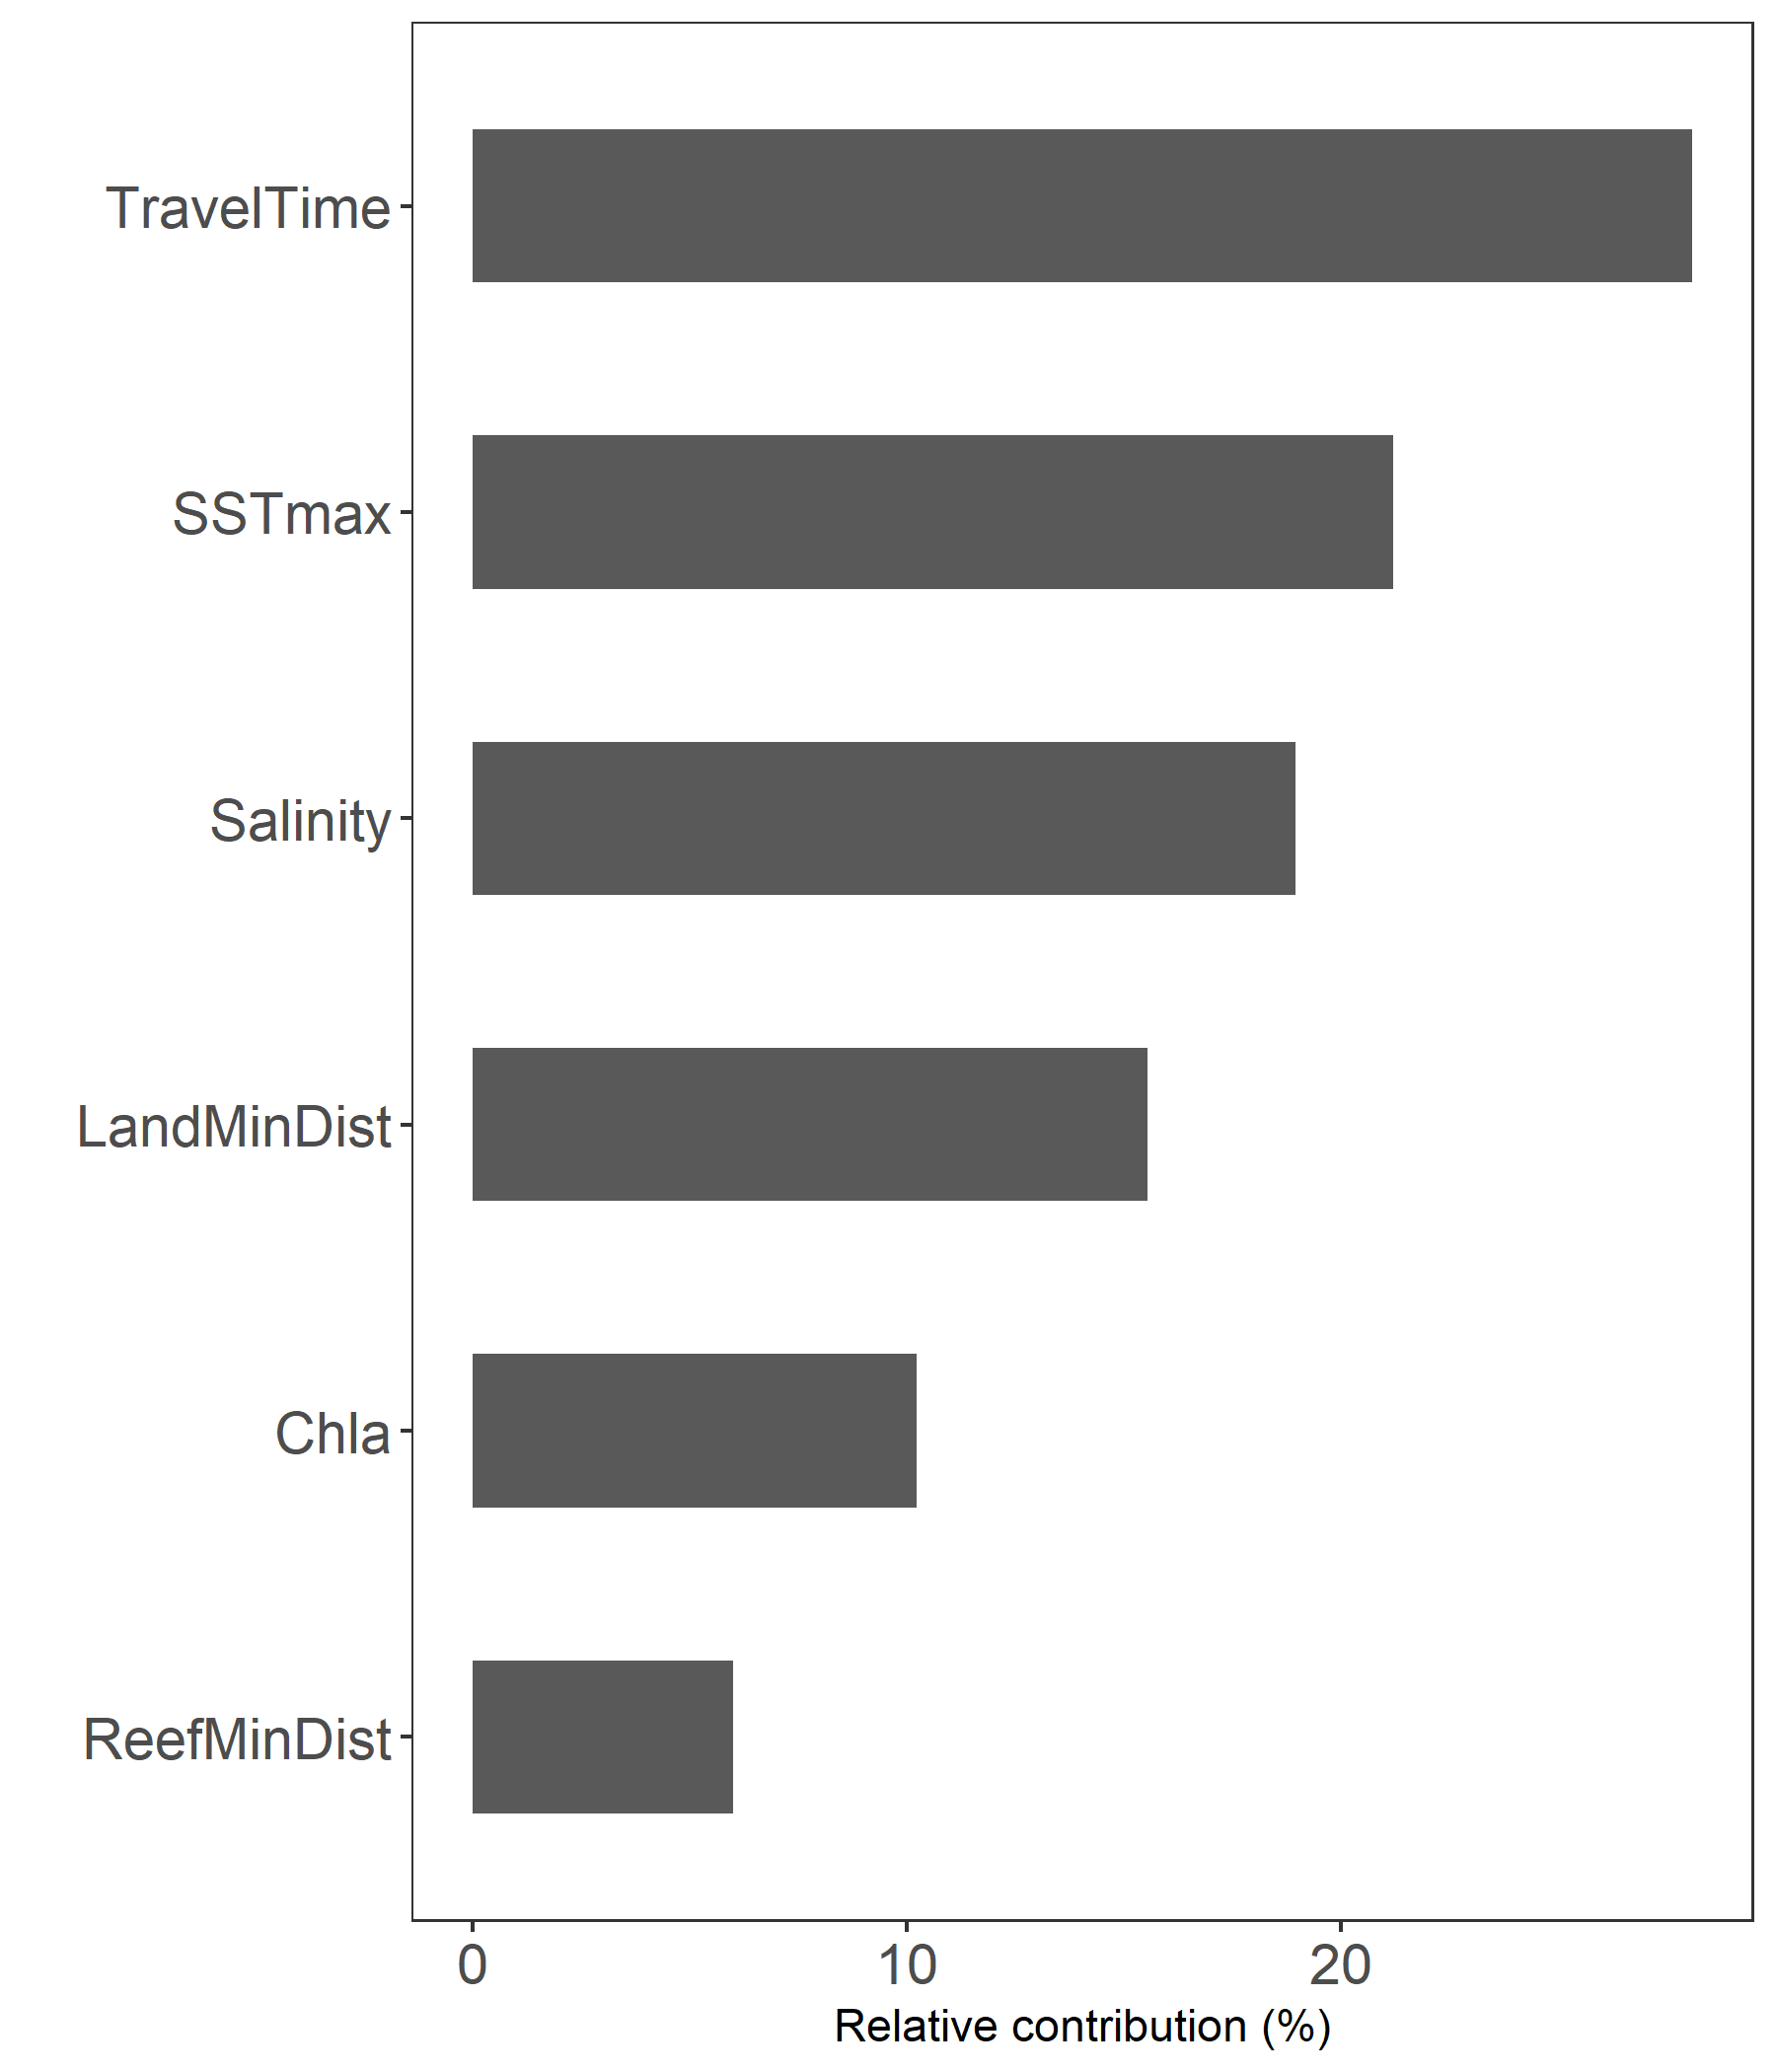 TravelTime
SSTmax
Salinity
LandMinDist
Chla
ReefMinDist
0 10 20
Relative contribution (%)